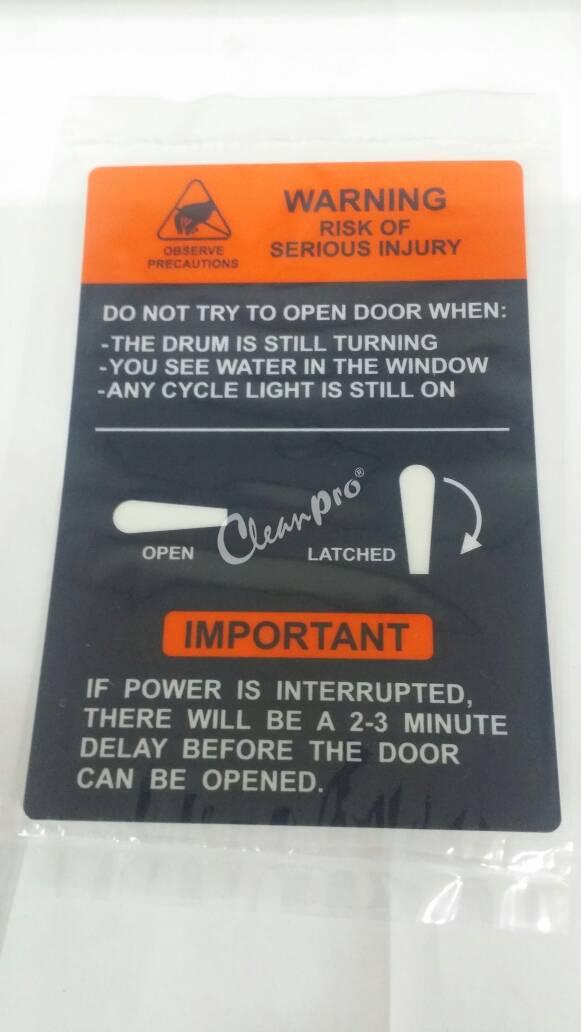 WARNING
RISK OF
SERIOUS INJURY
OBSERVE
PRECAUTIONS
DO NOT TRY TO OPEN DOOR WHEN:
-THE DRUM IS STILL TURNING
-YOU SEE WATER IN THE WINDOW
-ANY CYCLE LIGHT IS STILL ON
CleanPro®
OPEN
LATCHED
IMPORTANT
IF POWER IS INTERRUPTED,
THERE WILL BE A 2-3 MINUTE
DELAY BEFORE THE DOOR
CAN BE OPENED.